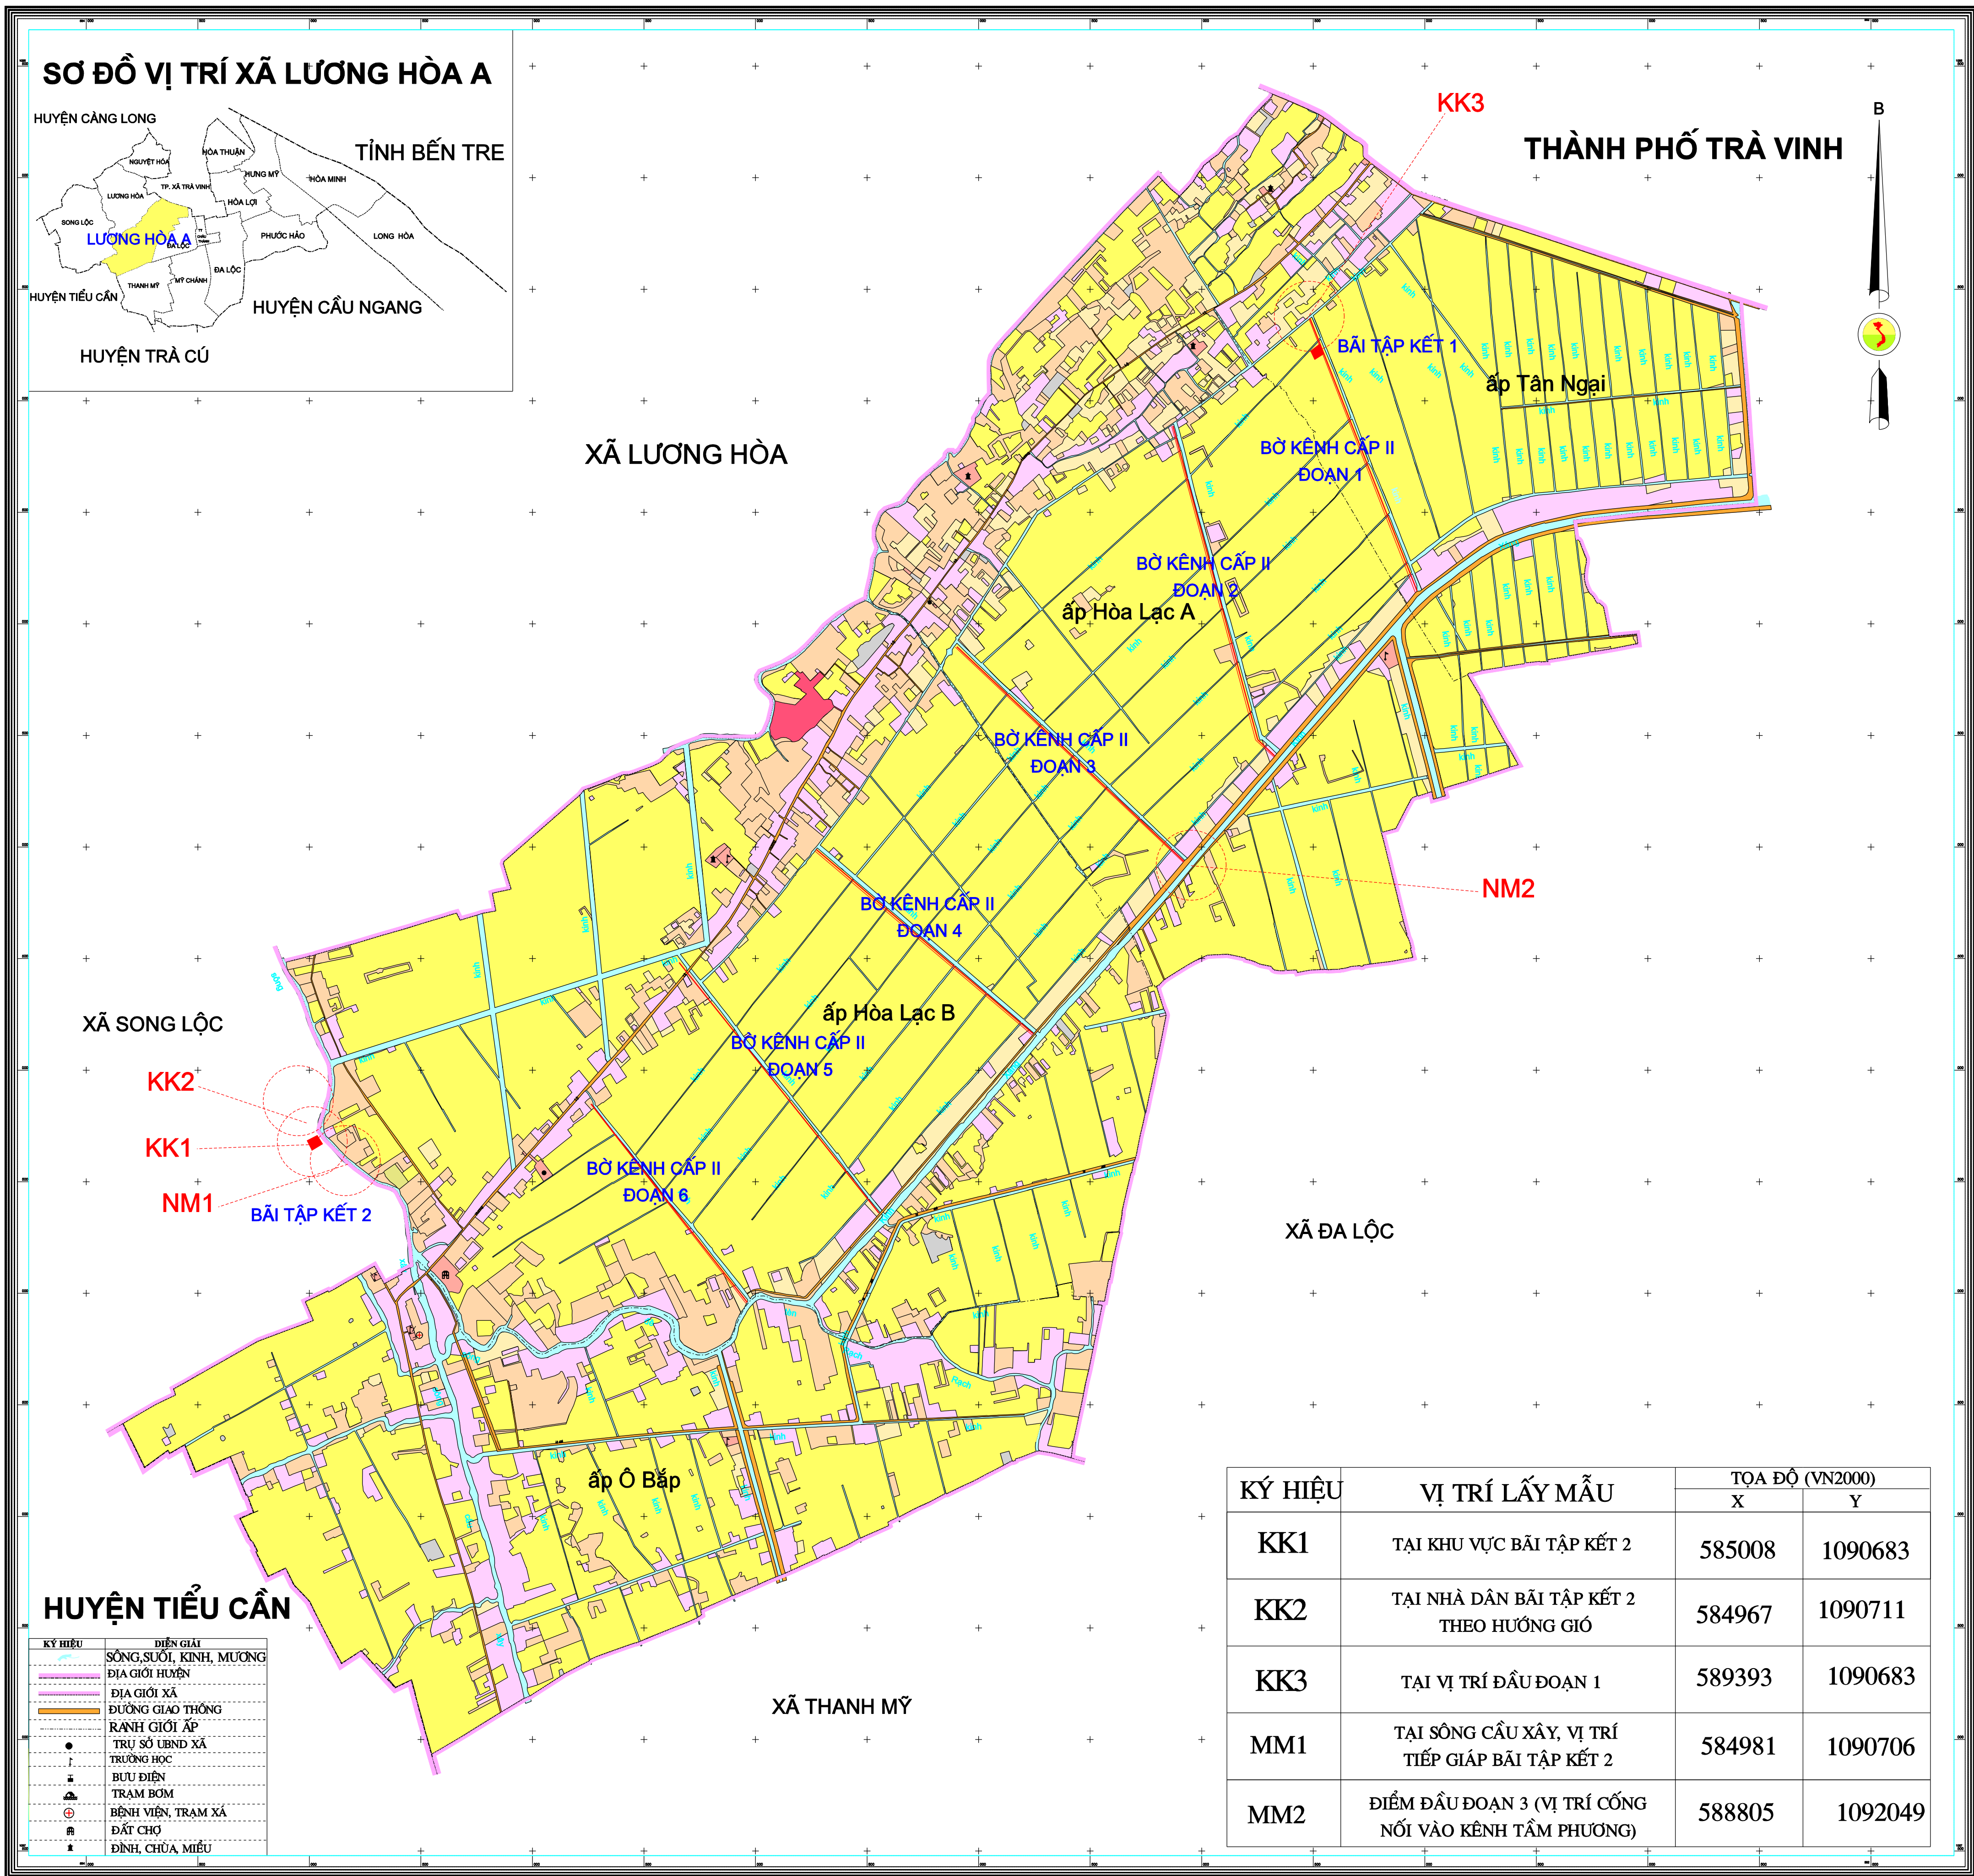 SƠ ĐỒ VỊ TRÍ XÃ LƯƠNG HÒA A
HUYỆN CÀNG LONG
TỈNH BẾN TRE
NGUYỆT HÓA
HÒA THUẬN
HƯNG MỸ
HÒA MINH
LƯƠNG HÒA
TP. XÃ TRÀ VINH
HÒA LỢI
SONG LỘC
LƯƠNG HÒA A
ĐA LỘC
TT
CHÂU
THÀNH
PHƯỚC HẢO
LONG HÒA
ĐA LỘC
THANH MỸ
MỸ CHÁNH
HUYỆN TIỂU CẦN
HUYỆN CẦU NGANG
HUYỆN TRÀ CÚ
KK3
THÀNH PHỐ TRÀ VINH
B
BÃI TẬP KẾT 1
ấp Tân Ngại
XÃ LƯƠNG HÒA
BỜ KÊNH CẤP II
ĐOẠN 1
BỜ KÊNH CẤP II
ĐOẠN 2
ấp Hòa Lạc A
BỜ KÊNH CẤP II
ĐOẠN 3
NM2
BỜ KÊNH CẤP II
ĐOẠN 4
ấp Hòa Lạc B
XÃ SONG LỘC
BỜ KÊNH CẤP II
ĐOẠN 5
KK2
KK1
NM1
BÃI TẬP KẾT 2
BỜ KÊNH CẤP II
ĐOẠN 6
XÃ ĐA LỘC
kinh
Rạch
Rạch
ấp Ô Bắp
XÃ THANH MỸ
HUYỆN TIỂU CẦN
KÝ HIỆU DIỄN GIẢI
SÔNG,SUỐI, KINH, MƯƠNG
ĐỊA GIỚI HUYỆN
ĐỊA GIỚI XÃ
ĐƯỜNG GIAO THÔNG
RANH GIỚI ẤP
TRỤ SỞ UBND XÃ
TRƯỜNG HỌC
BƯU ĐIỆN
TRẠM BƠM
BỆNH VIỆN, TRẠM XÁ
ĐẤT CHỢ
ĐÌNH, CHÙA, MIẾU
KÝ HIỆU VỊ TRÍ LẤY MẪU TỌA ĐỘ (VN2000)
X Y
KK1 TẠI KHU VỰC BÃI TẬP KẾT 2 585008 1090683
KK2 TẠI NHÀ DÂN BÃI TẬP KẾT 2
THEO HƯỚNG GIÓ 584967 1090711
KK3 TẠI VỊ TRÍ ĐẦU ĐOẠN 1 589393 1090683
MM1 TẠI SÔNG CẦU XÂY, VỊ TRÍ
TIẾP GIÁP BÃI TẬP KẾT 2 584981 1090706
MM2 ĐIỂM ĐẦU ĐOẠN 3 (VỊ TRÍ CỐNG
NỐI VÀO KÊNH TẦM PHƯƠNG) 588805 1092049